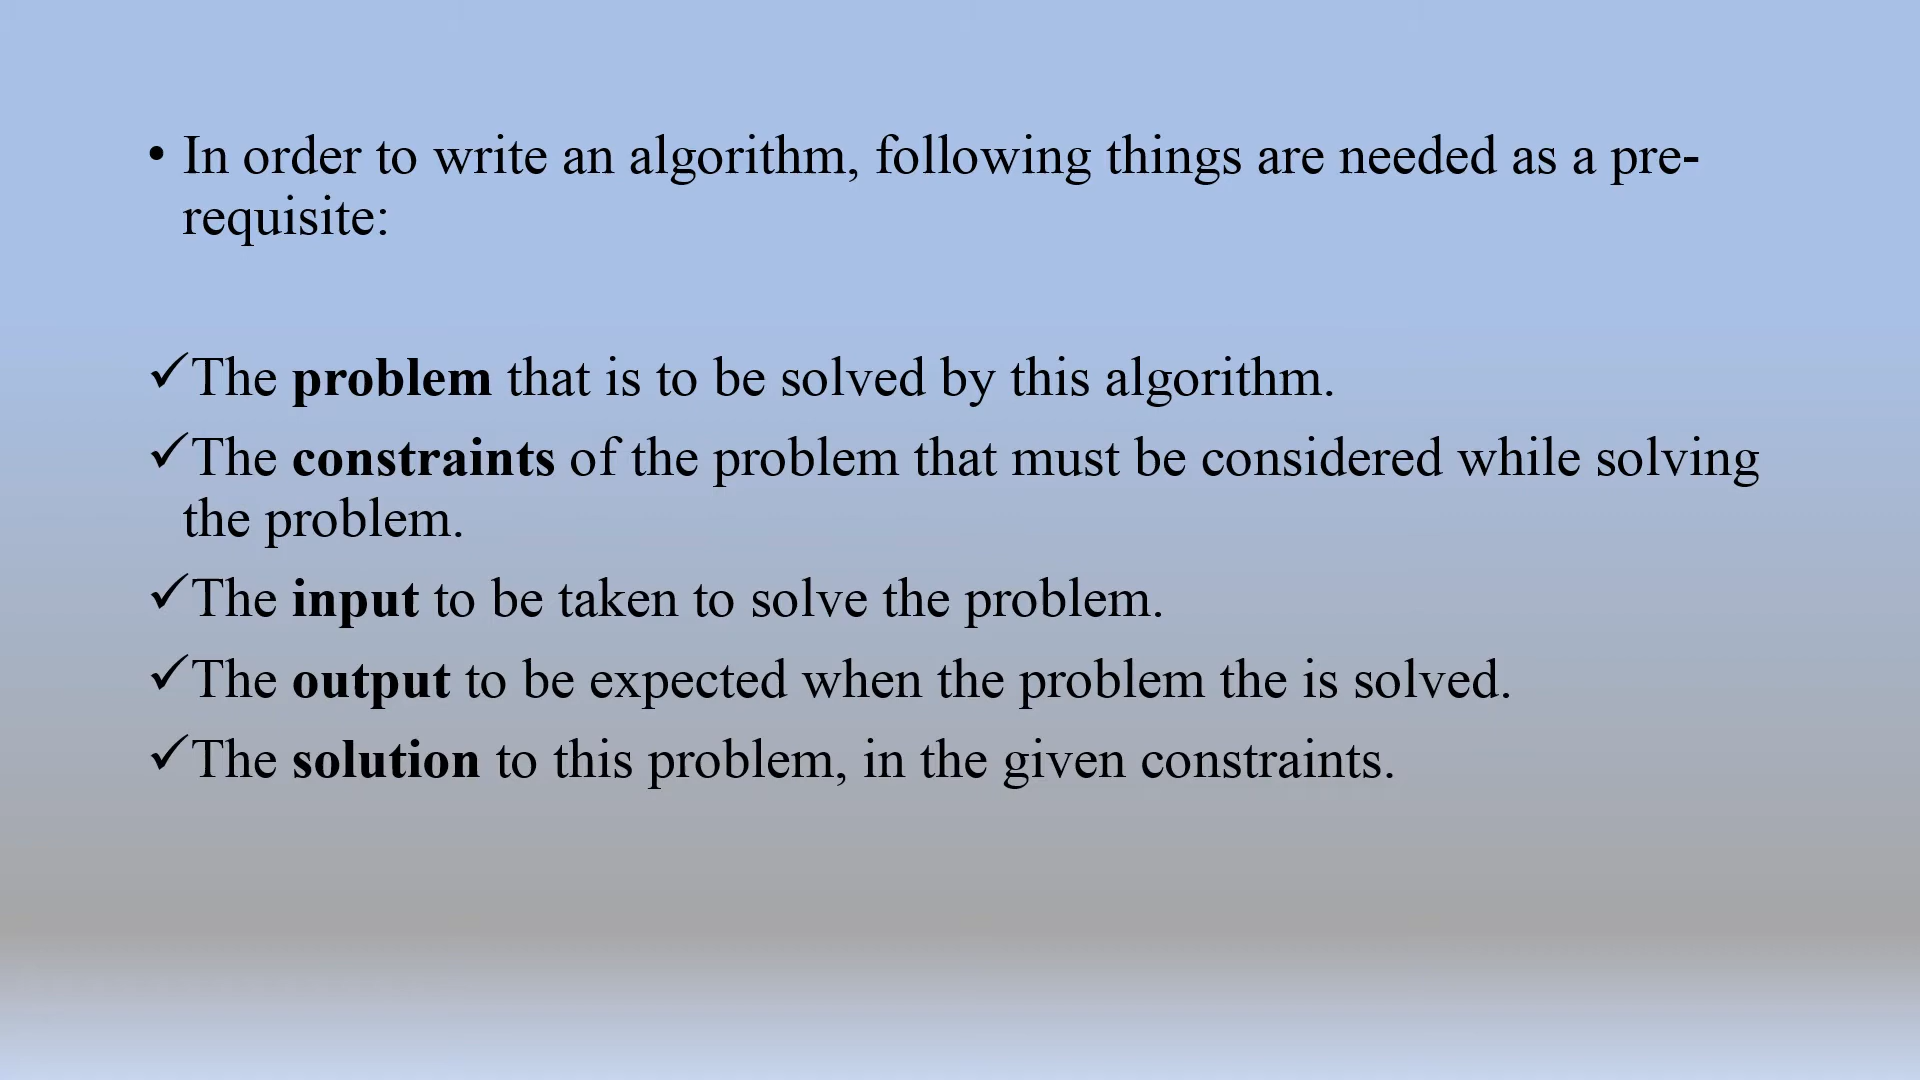 • In order to write an algorithm, following things are needed as a pre-
requisite:
✓The problem that is to be solved by this algorithm.
✓The constraints of the problem that must be considered while solving
the problem.
✓The input to be taken to solve the problem.
✓The output to be expected when the problem the is solved.
✓The solution to this problem, in the given constraints.